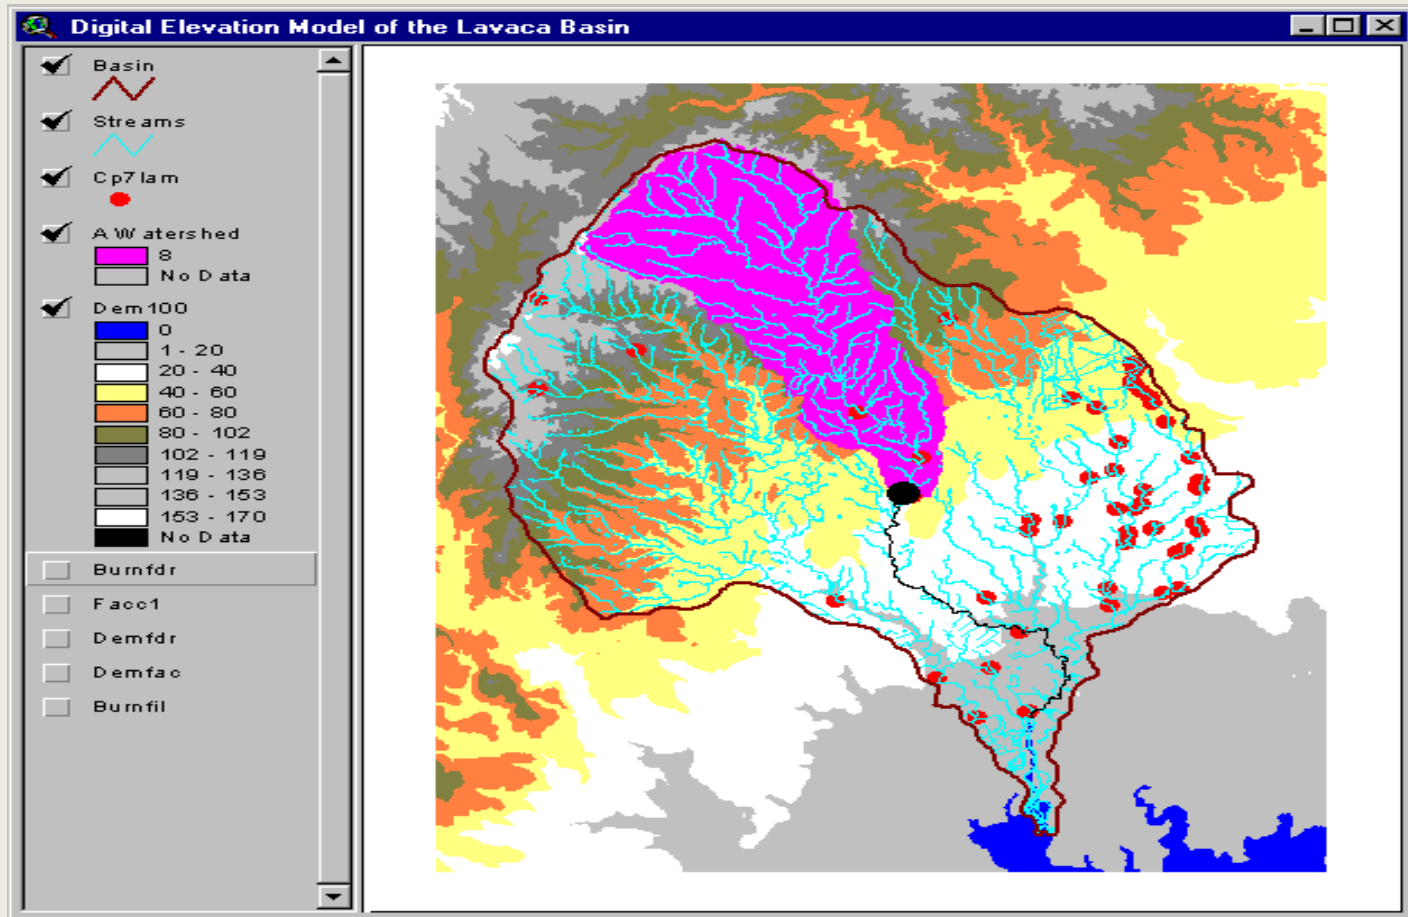 Digital Elevation Model of the Lavaca Basin
Basin
Streams
Cp7lam
AWatershed
8
No Data
Dem100
0
1 - 20
20 - 40
40 - 60
60 - 80
80 - 102
102 - 119
119 - 136
136 - 153
153 - 170
No Data
Burnfdr
Facc1
Demfdr
Demfac
Burnfil